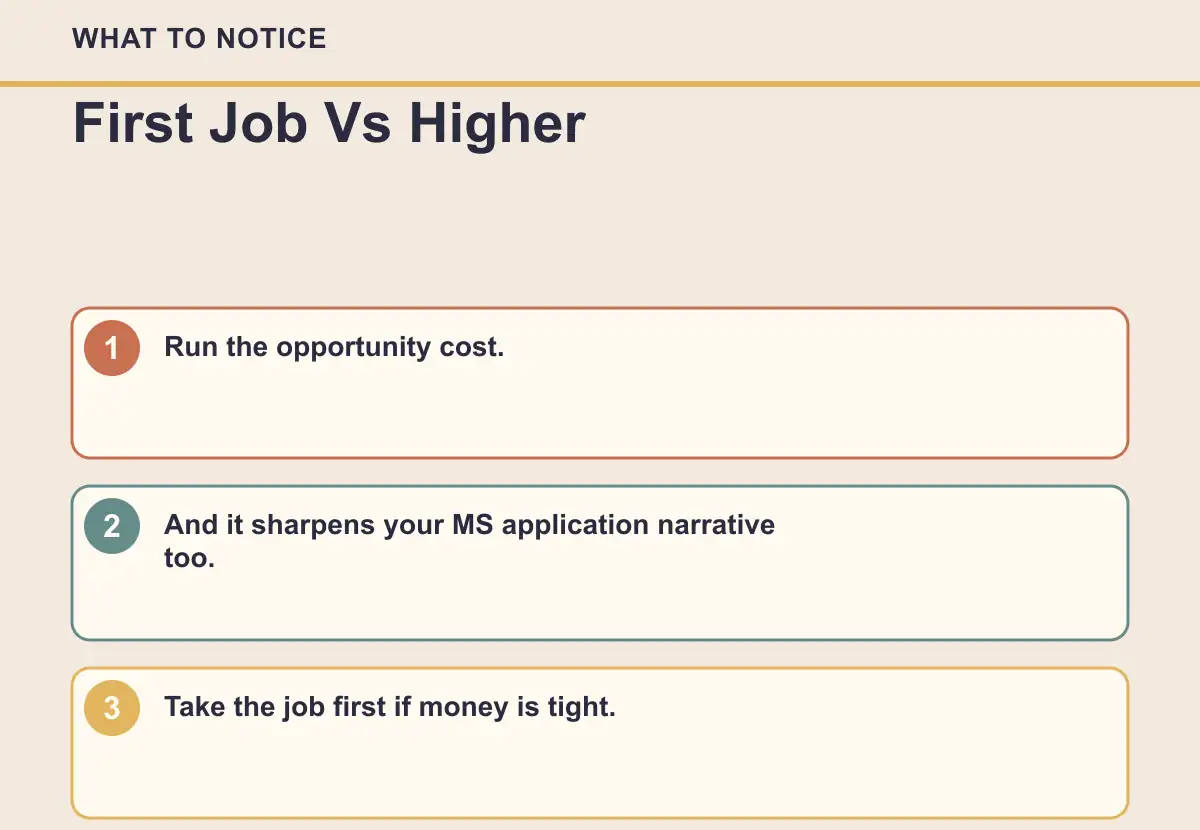 WHAT TO NOTICE
First Job Vs Higher
1
Run the opportunity cost.
2
And it sharpens your MS application narrative
too.
3
Take the job first if money is tight.